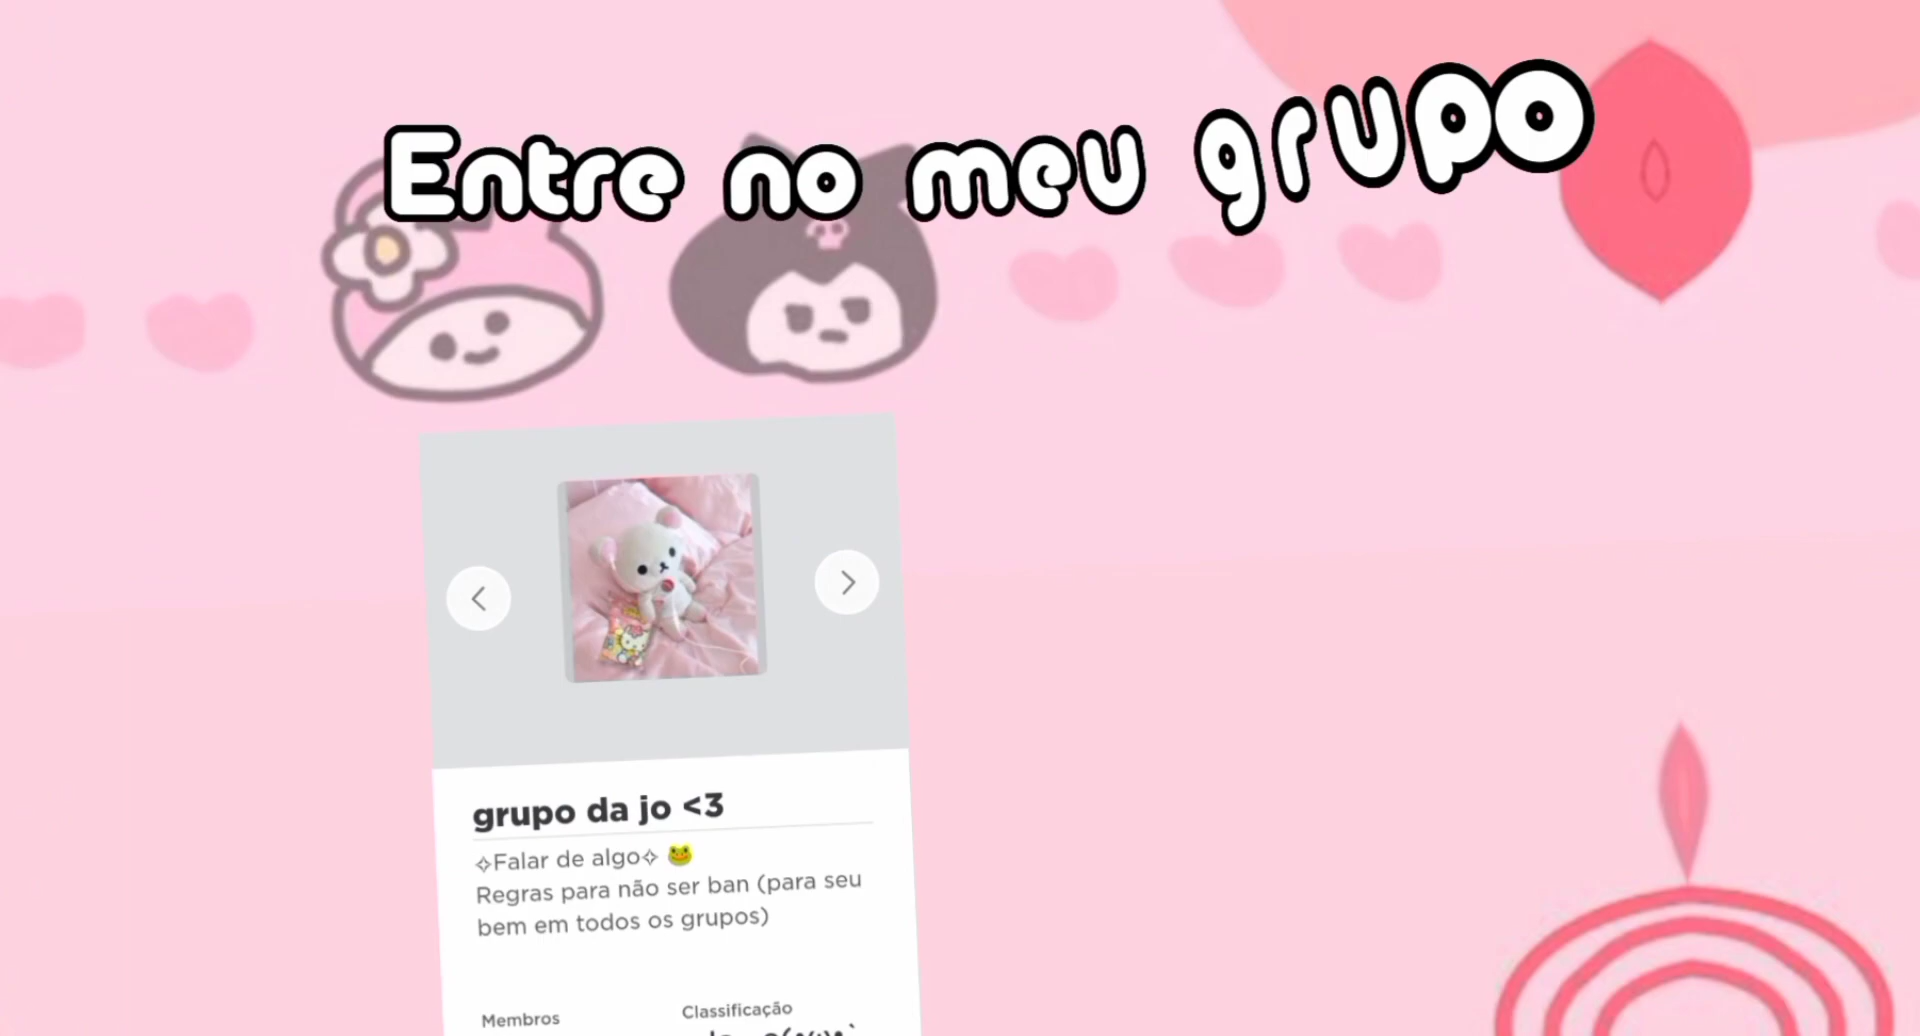 Entre no meu grupo
grupo da jo <3
✧Falar de algo✧ 🐸
Regras para não ser ban (para seu
bem em todos os grupos)
Membros
Classificação